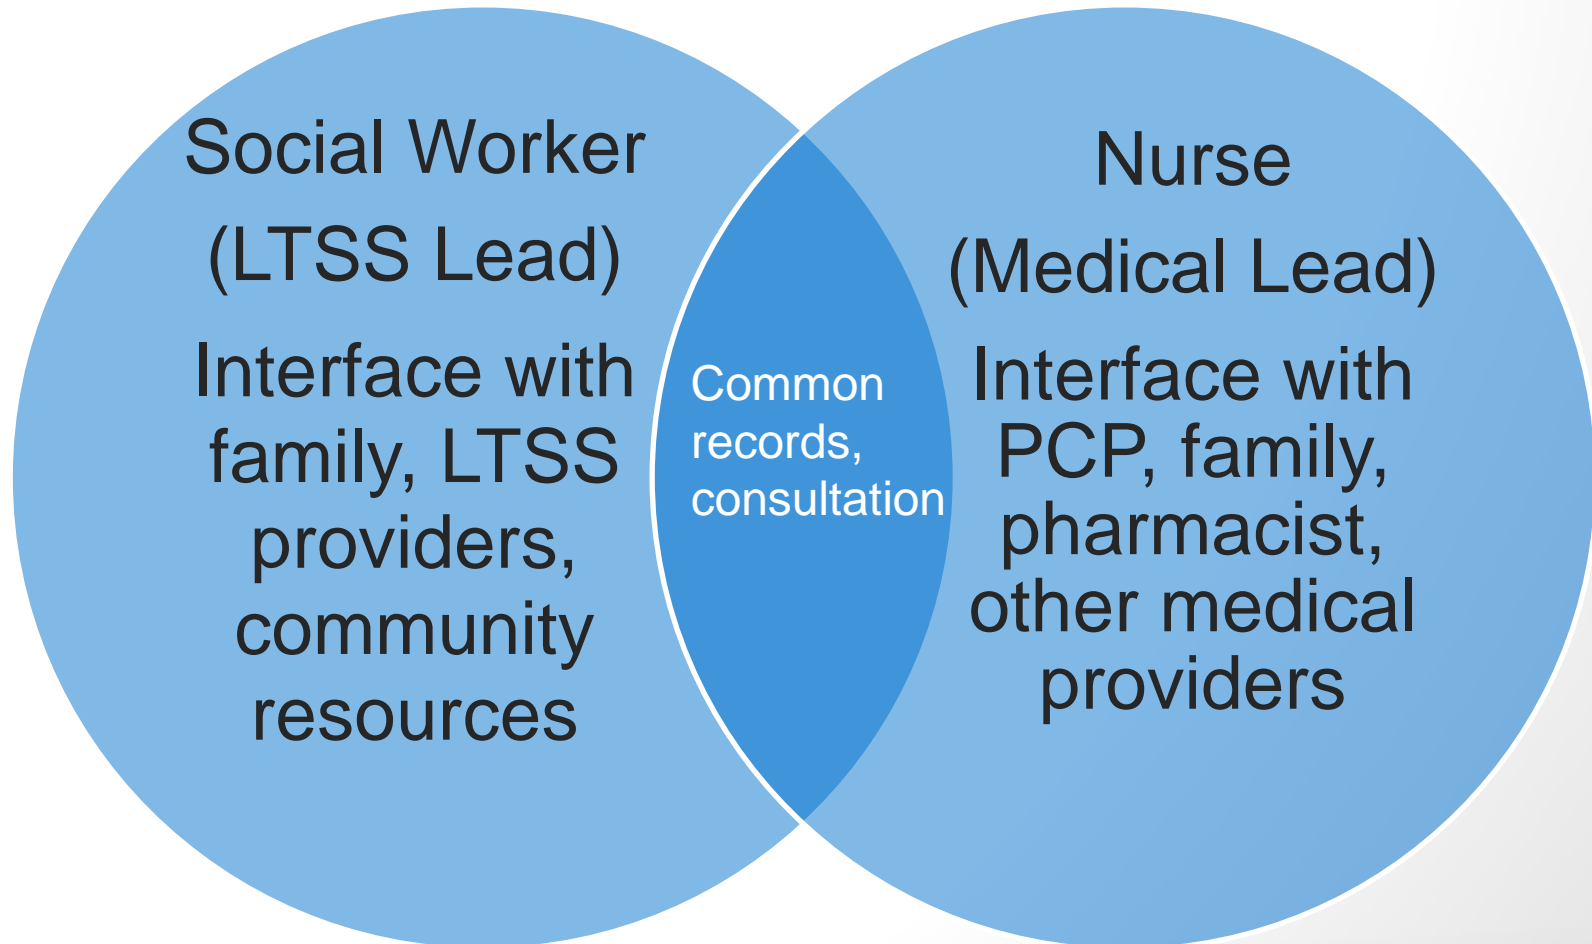 Social Worker
(LTSS Lead)
Interface with
family, LTSS
providers,
community
resources
Common
records,
consultation
Nurse
(Medical Lead)
Interface with
PCP, family,
pharmacist,
other medical
providers